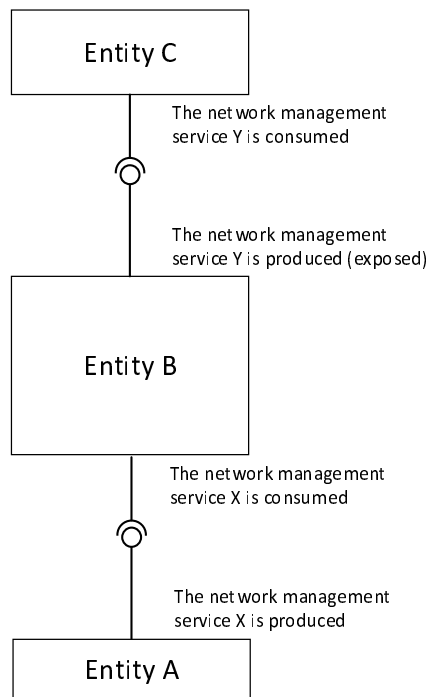 Entity C
The network management
service Y is consumed
The network management
service Y is produced (exposed)
Entity B
The network management
service X is consumed
The network management
service X is produced
Entity A